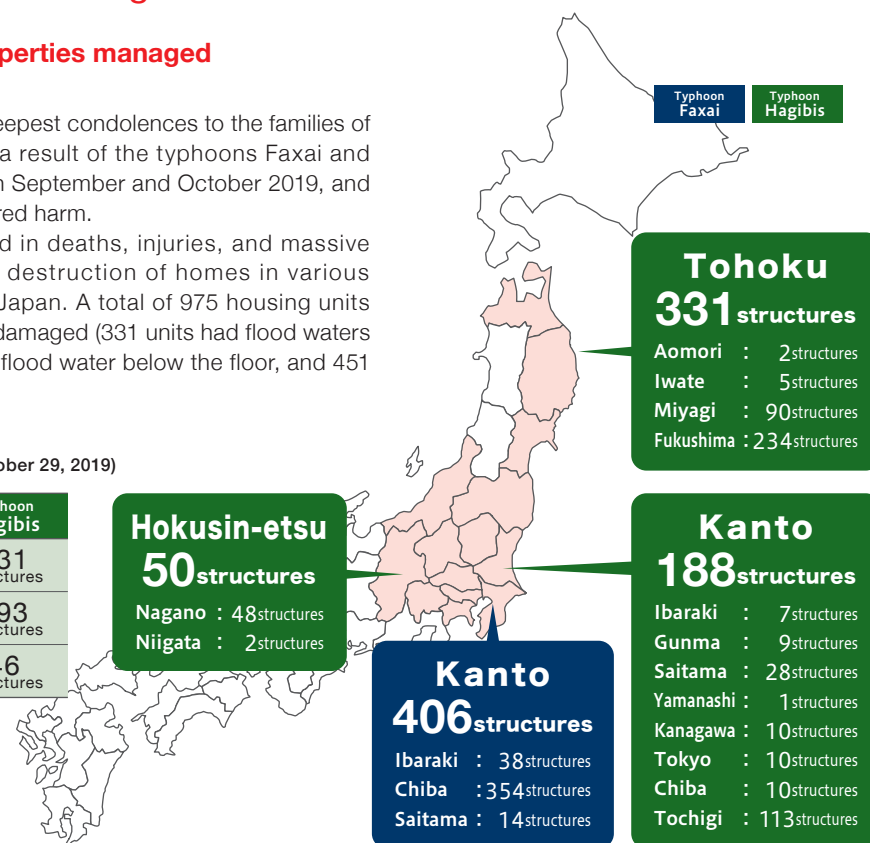 perties managed
eepest condolences to the families of
a result of the typhoons Faxai and
n September and October 2019, and
red harm.
d in deaths, injuries, and massive
destruction of homes in various
Japan. A total of 975 housing units
damaged (331 units had flood waters
flood water below the floor, and 451
ober 29, 2019)
hoon
gibis
31
ctures
93
ctures
6
ctures
Typhoon
Faxai
Typhoon
Hagibis
Tohoku
331structures
Aomori : 2structures
Iwate : 5structures
Miyagi : 90structures
Fukushima : 234structures
Hokusin-etsu
50structures
Nagano : 48structures
Niigata : 2structures
Kanto
406structures
Ibaraki : 38structures
Chiba : 354structures
Saitama : 14structures
Kanto
188structures
Ibaraki : 7structures
Gunma : 9structures
Saitama : 28structures
Yamanashi : 1structures
Kanagawa : 10structures
Tokyo : 10structures
Chiba : 10structures
Tochigi : 113structures